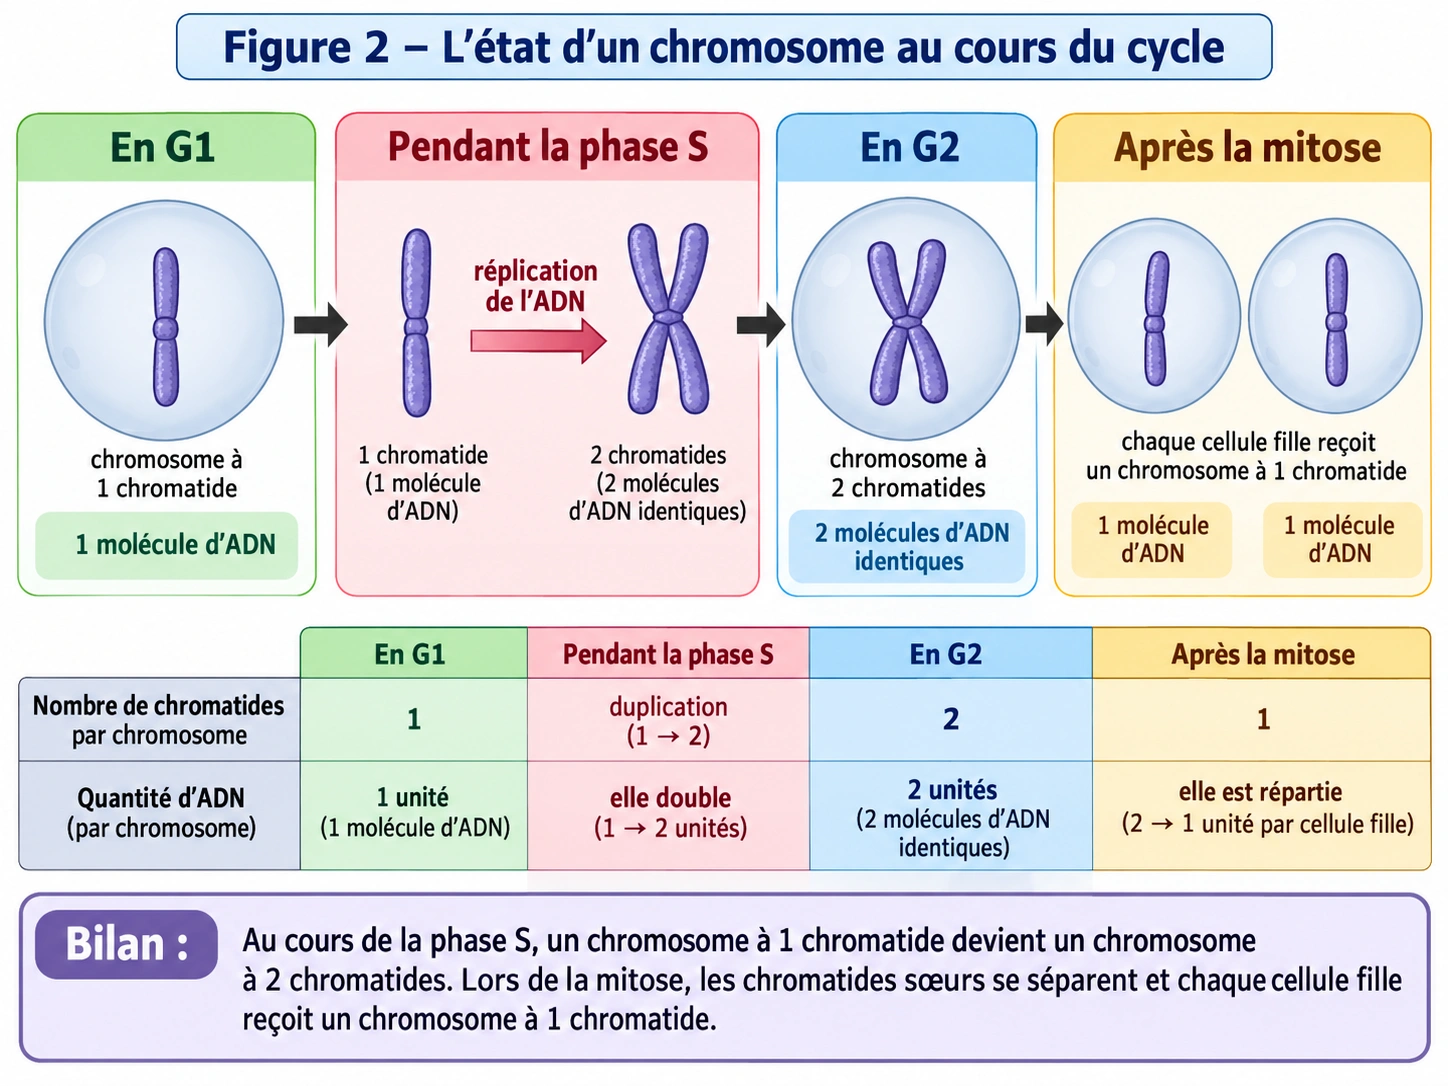 Figure 2 – L’état d’un chromosome au cours du cycle
En G1
chromosome à
1 chromatide
1 molécule d’ADN
Pendant la phase S
réplication
de l’ADN
1 chromatide
(1 molécule
d’ADN)
2 chromatides
(2 molécules
d’ADN identiques)
En G2
chromosome à
2 chromatides
2 molécules d’ADN
identiques
Après la mitose
chaque cellule fille reçoit
un chromosome à 1 chromatide
1 molécule
d’ADN
1 molécule
d’ADN
En G1
Pendant la phase S
En G2
Après la mitose
Nombre de chromatides
par chromosome
1
duplication
(1 → 2)
2
1
Quantité d’ADN
(par chromosome)
1 unité
(1 molécule d’ADN)
elle double
(1 → 2 unités)
2 unités
(2 molécules d’ADN
identiques)
elle est répartie
(2 → 1 unité par cellule fille)
Bilan :
Au cours de la phase S, un chromosome à 1 chromatide devient un chromosome
à 2 chromatides. Lors de la mitose, les chromatides sœurs se séparent et chaque cellule fille
reçoit un chromosome à 1 chromatide.